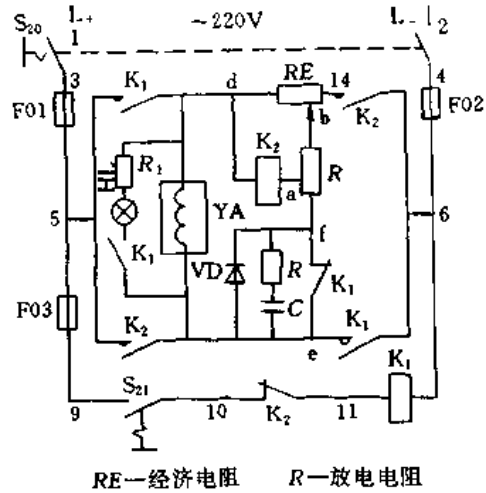 L+ ~220V L-
S20 1 2
3 K1 d RE 14 4
F01 K2 F02
b
R1 K2 a R
5 YA 6
K1 f
VD R K1
F03 C
K2 K1
e K1
S21
9 10 K2 11
RE—经济电阻 R—放电电阻